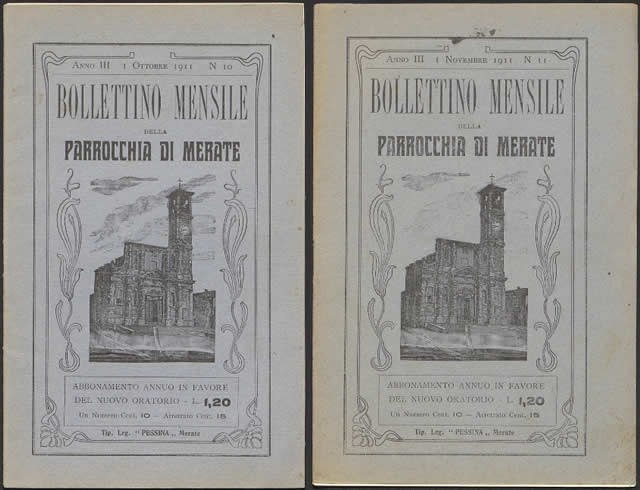 Anno III 1 Ottobre 1911 N 10
BOLLETTINO MENSILE
DELLA
PARROCCHIA DI MERATE
ABBONAMENTO ANNUO IN FAVORE
DEL NUOVO ORATORIO - L. 1,20
Un Numero Cent. 10 — Arretrato Cent. 15
Tip. Leg. "PESSINA„ Merate
Anno III 1 Novembre 1911 N 11
BOLLETTINO MENSILE
DELLA
PARROCCHIA DI MERATE
ABBONAMENTO ANNUO IN FAVORE
DEL NUOVO ORATORIO - L. 1,20
Un Numero Cent. 10 — Arretrato Cent. 15
Tip. Leg. "PESSINA„ Merate